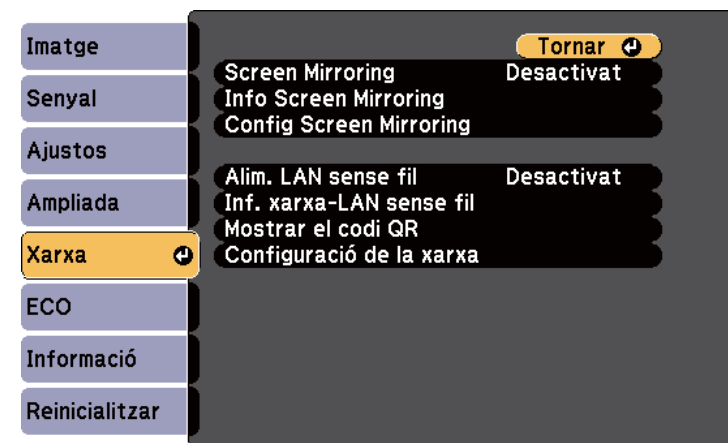 Imatge
Senyal
Ajustos
Ampliada
Xarxa
ECO
Informació
Reinicialitzar
Tornar
Screen Mirroring Desactivat
Info Screen Mirroring
Config Screen Mirroring
Alim. LAN sense fil Desactivat
Inf. xarxa-LAN sense fil
Mostrar el codi QR
Configuració de la xarxa